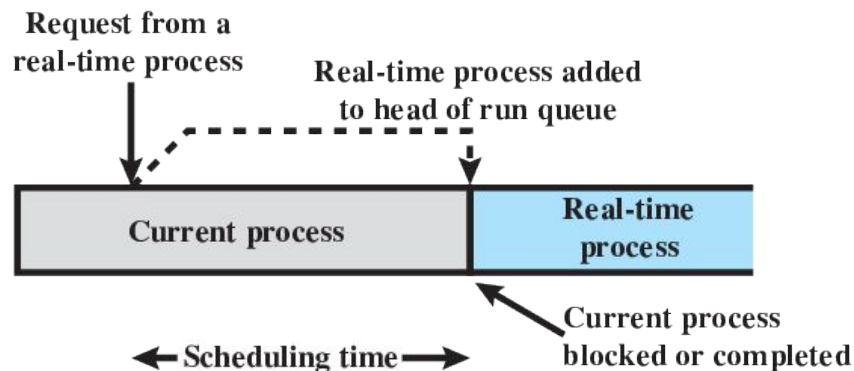 Request from a
real-time process
Real-time process added
to head of run queue
Current process
Real-time
process
Current process
blocked or completed
Scheduling time